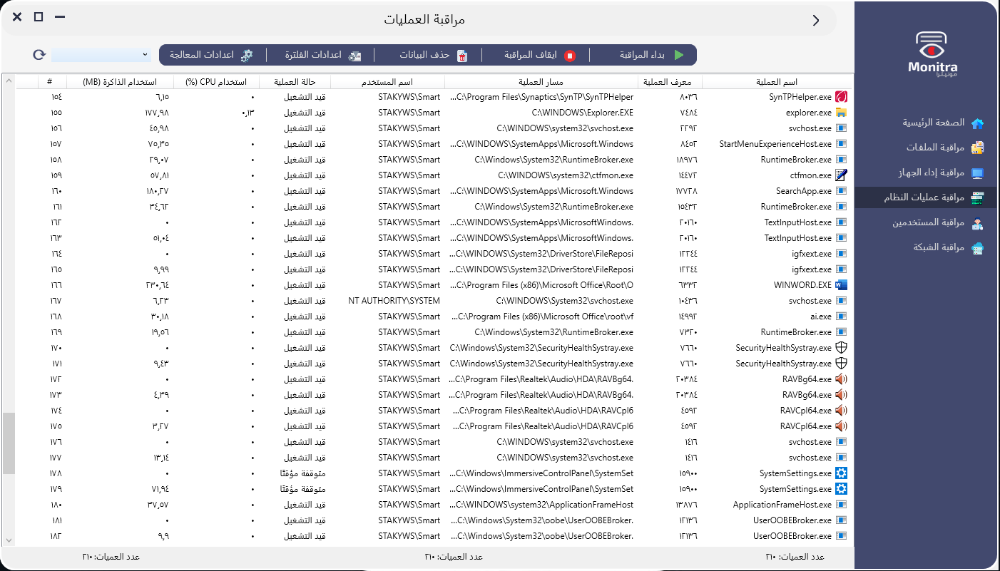 مراقبة العمليات
Monitra
مونيترا
الصفحة الرئيسية
مراقبة الملفات
مراقبة إداء الجهاز
مراقبة عمليات النظام
مراقبة المستخدمين
مراقبة الشبكة
بداء المراقبة ايقاف المراقبة حذف البيانات اعدادات الفلترة اعدادات المعالجة
اسم العملية معرف العملية مسار العملية اسم المستخدم حالة العملية استخدام CPU (%) استخدام الذاكرة (MB) #
SynTPHelper.exe ٨٠٣٦ C:\Program Files\Synaptics\SynTP\SynTPHelper... STAKYWS\Smart قيد التشغيل ٠ ٦,١٥ ١٥٤
explorer.exe ٧٤٨٤ C:\WINDOWS\Explorer.EXE STAKYWS\Smart قيد التشغيل ٠,١٣ ١٧٧,٩٨ ١٥٥
svchost.exe ٢٢٩٢ C:\WINDOWS\system32\svchost.exe STAKYWS\Smart قيد التشغيل ٠ ٤٥,٩٨ ١٥٦
StartMenuExperienceHost.exe ٨٤٥٢ C:\WINDOWS\SystemApps\Microsoft.Windows... STAKYWS\Smart قيد التشغيل ٠ ٧٥,٣٥ ١٥٧
RuntimeBroker.exe ١٨٩٧٦ C:\Windows\System32\RuntimeBroker.exe STAKYWS\Smart قيد التشغيل ٠ ٢٩,٠٧ ١٥٨
ctfmon.exe ١٤٤٧٢ C:\WINDOWS\system32\ctfmon.exe STAKYWS\Smart قيد التشغيل ٠ ٥٧,٨١ ١٥٩
SearchApp.exe ١٧٧٢٨ C:\WINDOWS\SystemApps\Microsoft.Windows... STAKYWS\Smart قيد التشغيل ٠ ١٨٠,٢٧ ١٦٠
RuntimeBroker.exe ١٥٤٣٢ C:\Windows\System32\RuntimeBroker.exe STAKYWS\Smart قيد التشغيل ٠ ٣٤,٦٢ ١٦١
TextInputHost.exe ٢٠١٦٠ C:\WINDOWS\SystemApps\MicrosoftWindows.... STAKYWS\Smart قيد التشغيل ٠ ٠ ١٦٢
TextInputHost.exe ٢٠١٦٠ C:\WINDOWS\SystemApps\MicrosoftWindows.... STAKYWS\Smart قيد التشغيل ٠ ٥١,٠٤ ١٦٣
igfxext.exe ١٢٢٤٤ C:\WINDOWS\System32\DriverStore\FileReposi... STAKYWS\Smart قيد التشغيل ٠ ٠ ١٦٤
igfxext.exe ١٢٢٤٤ C:\WINDOWS\System32\DriverStore\FileReposi... STAKYWS\Smart قيد التشغيل ٠ ٩,٩٩ ١٦٥
WINWORD.EXE ٦٣٣٢ C:\Program Files (x86)\Microsoft Office\Root\O... STAKYWS\Smart قيد التشغيل ٠ ٢٣٠,٦٤ ١٦٦
svchost.exe ١٠٤٣٦ C:\WINDOWS\system32\svchost.exe NT AUTHORITY\SYSTEM قيد التشغيل ٠ ٦,٢٣ ١٦٧
ai.exe ١٤٩٩٢ C:\Program Files (x86)\Microsoft Office\root\vf... STAKYWS\Smart قيد التشغيل ٠ ٣٠,١٨ ١٦٨
RuntimeBroker.exe ٧٣٢٠ C:\Windows\System32\RuntimeBroker.exe STAKYWS\Smart قيد التشغيل ٠ ١٩,٥٦ ١٦٩
SecurityHealthSystray.exe ٧٦٦٠ C:\Windows\System32\SecurityHealthSystray.exe STAKYWS\Smart قيد التشغيل ٠ ٠ ١٧٠
SecurityHealthSystray.exe ٧٦٦٠ C:\Windows\System32\SecurityHealthSystray.exe STAKYWS\Smart قيد التشغيل ٠ ٩,٤٣ ١٧١
RAVBg64.exe ٢٠٣٨٤ C:\Program Files\Realtek\Audio\HDA\RAVBg64.... STAKYWS\Smart قيد التشغيل ٠ ٠ ١٧٢
RAVBg64.exe ٢٠٣٨٤ C:\Program Files\Realtek\Audio\HDA\RAVBg64.... STAKYWS\Smart قيد التشغيل ٠ ٤,٣٩ ١٧٣
RAVCpl64.exe ٤٥٩٢ C:\Program Files\Realtek\Audio\HDA\RAVCpl6... STAKYWS\Smart قيد التشغيل ٠ ٠ ١٧٤
RAVCpl64.exe ٤٥٩٢ C:\Program Files\Realtek\Audio\HDA\RAVCpl6... STAKYWS\Smart قيد التشغيل ٠ ٣,٢٧ ١٧٥
svchost.exe ١٤١٦ C:\WINDOWS\system32\svchost.exe STAKYWS\Smart قيد التشغيل ٠ ٠ ١٧٦
svchost.exe ١٤١٦ C:\WINDOWS\system32\svchost.exe STAKYWS\Smart قيد التشغيل ٠ ١٣,١٤ ١٧٧
SystemSettings.exe ١٥٩٠٠ C:\Windows\ImmersiveControlPanel\SystemSet... STAKYWS\Smart متوقفة مؤقتًا ٠ ٠ ١٧٨
SystemSettings.exe ١٥٩٠٠ C:\Windows\ImmersiveControlPanel\SystemSet... STAKYWS\Smart متوقفة مؤقتًا ٠ ٧١,٩٤ ١٧٩
ApplicationFrameHost.exe ١٣٨٧٦ C:\WINDOWS\system32\ApplicationFrameHost... STAKYWS\Smart قيد التشغيل ٠ ٣٧,٥٧ ١٨٠
UserOOBEBroker.exe ١٢١٣٦ C:\Windows\System32\oobe\UserOOBEBroker.... STAKYWS\Smart قيد التشغيل ٠ ٠ ١٨١
UserOOBEBroker.exe ١٢١٣٦ C:\Windows\System32\oobe\UserOOBEBroker.... STAKYWS\Smart قيد التشغيل ٠ ٩,٩ ١٨٢
عدد العميات: ٢١٠ عدد العميات: ٢١٠ عدد العميات: ٢١٠